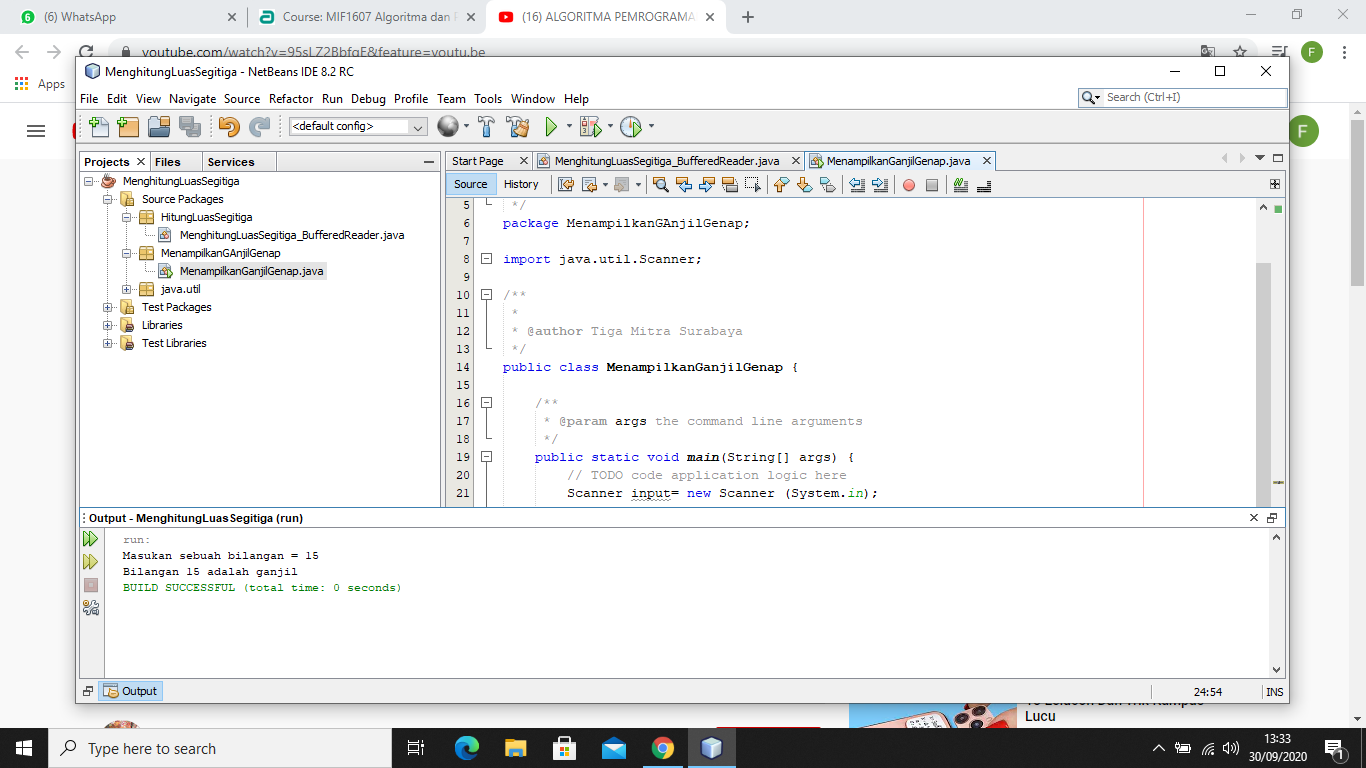 (6) WhatsApp
Course: MIF1607 Algoritma dan
(16) ALGORITMA PEMROGRAMA
youtube.com/watch?v=95sLZ2BbfgE&feature=youtu.be
F
Apps
F
MenghitungLuasSegitiga - NetBeans IDE 8.2 RC
File Edit View Navigate Source Refactor Run Debug Profile Team Tools Window Help
Search (Ctrl+I)
<default config>
Projects Files Services
MenghitungLuasSegitiga
Source Packages
HitungLuasSegitiga
MenghitungLuasSegitiga_BufferedReader.java
MenampilkanGAnjilGenap
MenampilkanGanjilGenap.java
java.util
Test Packages
Libraries
Test Libraries
Start Page MenghitungLuasSegitiga_BufferedReader.java MenampilkanGanjilGenap.java
Source History
5 */
6 package MenampilkanGAnjilGenap;
7
8 import java.util.Scanner;
9
10 /**
11 *
12 * @author Tiga Mitra Surabaya
13 */
14 public class MenampilkanGanjilGenap {
15
16 /**
17 * @param args the command line arguments
18 */
19 public static void main(String[] args) {
20 // TODO code application logic here
21 Scanner input= new Scanner (System.in);
Output - MenghitungLuasSegitiga (run)
run:
Masukan sebuah bilangan = 15
Bilangan 15 adalah ganjil
BUILD SUCCESSFUL (total time: 0 seconds)
Output
24:54 INS
Lucu
Type here to search
13:33
30/09/2020
1